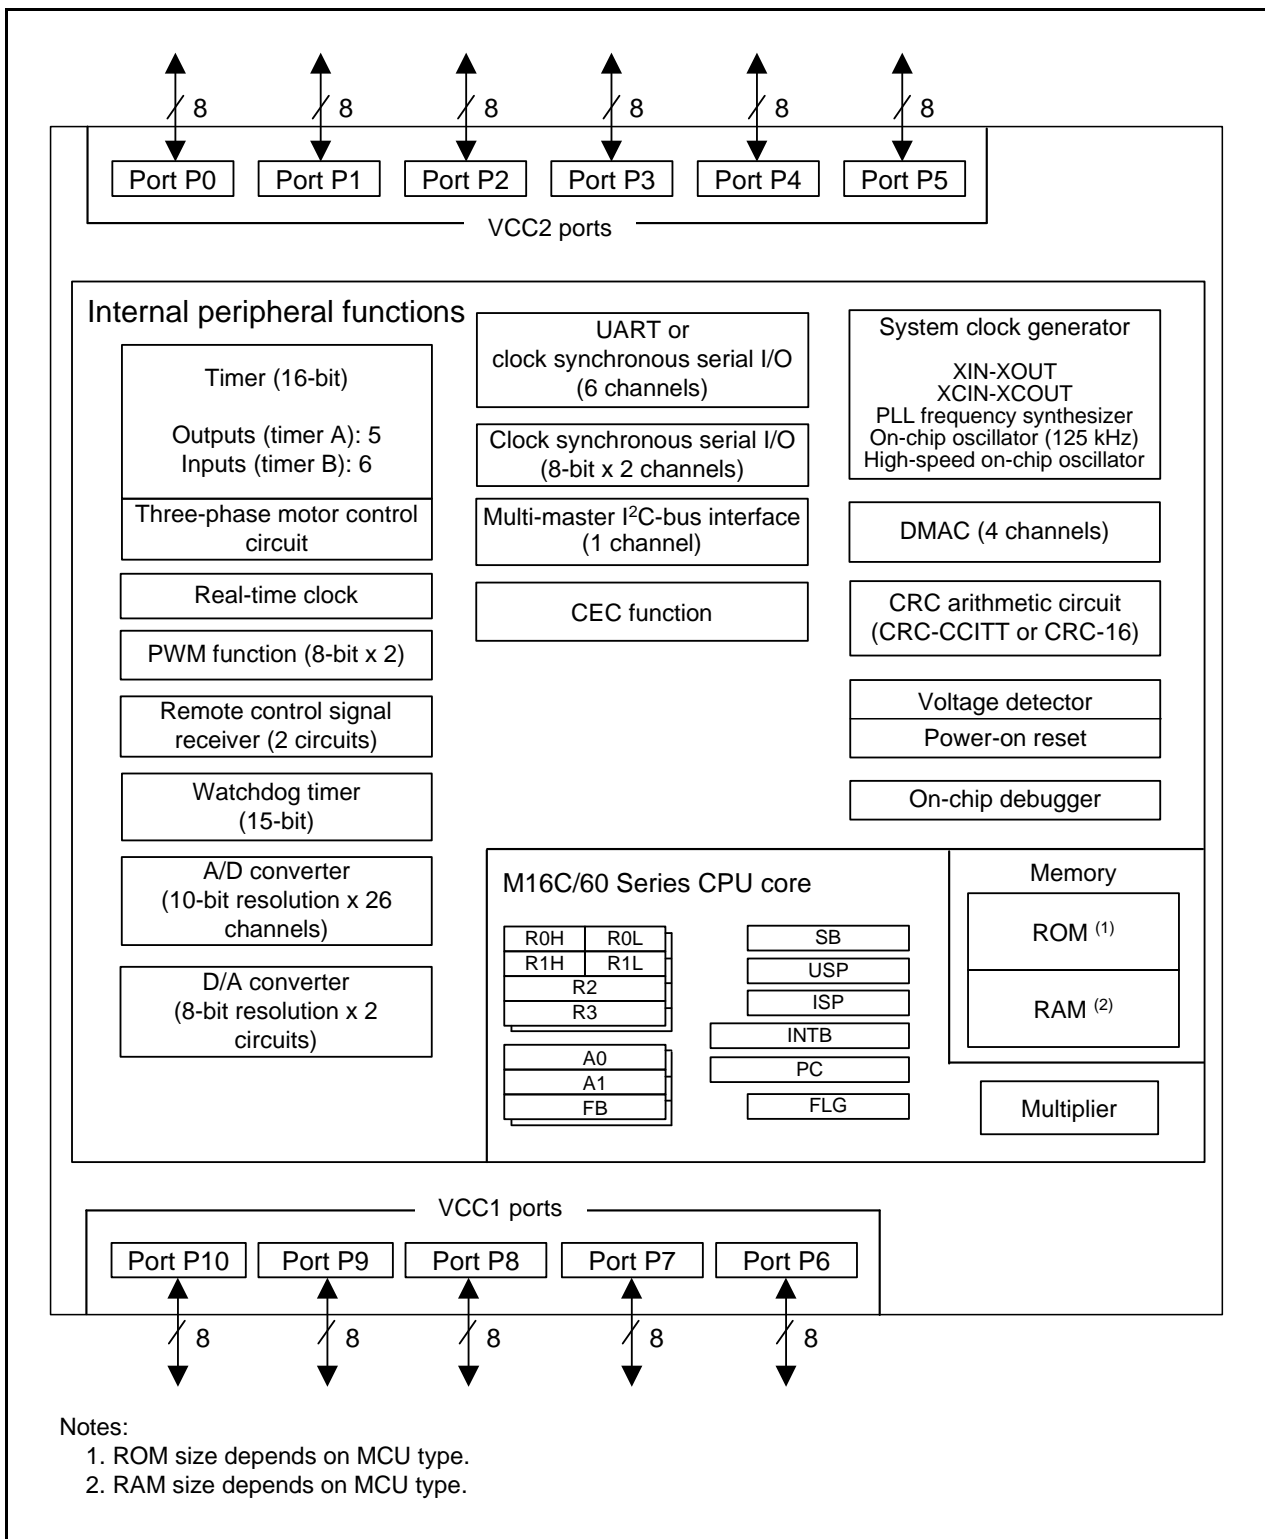 8 8 8 8 8 8
Port P0 Port P1 Port P2 Port P3 Port P4 Port P5
VCC2 ports
Internal peripheral functions
Timer (16-bit)
Outputs (timer A): 5
Inputs (timer B): 6
Three-phase motor control
circuit
Real-time clock
PWM function (8-bit x 2)
Remote control signal
receiver (2 circuits)
Watchdog timer
(15-bit)
A/D converter
(10-bit resolution x 26
channels)
D/A converter
(8-bit resolution x 2
circuits)
UART or
clock synchronous serial I/O
(6 channels)
Clock synchronous serial I/O
(8-bit x 2 channels)
Multi-master I²C-bus interface
(1 channel)
CEC function
System clock generator
XIN-XOUT
XCIN-XCOUT
PLL frequency synthesizer
On-chip oscillator (125 kHz)
High-speed on-chip oscillator
DMAC (4 channels)
CRC arithmetic circuit
(CRC-CCITT or CRC-16)
Voltage detector
Power-on reset
On-chip debugger
M16C/60 Series CPU core
R0H R0L
R1H R1L
R2
R3
A0
A1
FB
SB
USP
ISP
INTB
PC
FLG
Memory
ROM (1)
RAM (2)
Multiplier
VCC1 ports
Port P10 Port P9 Port P8 Port P7 Port P6
8 8 8 8 8
Notes:
1. ROM size depends on MCU type.
2. RAM size depends on MCU type.